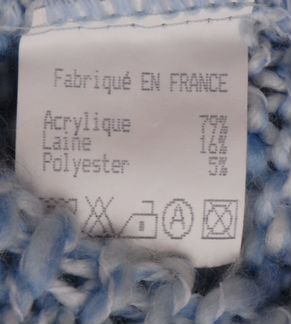 Fabriqué EN FRANCE
Acrylique 79%
Laine 16%
Polyester 5%
A